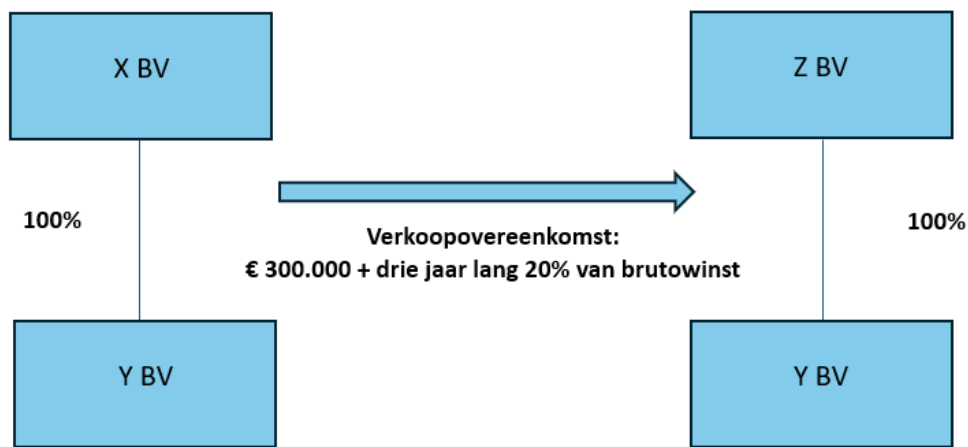 X BV
Z BV
100%
100%
Verkoopovereenkomst:
€ 300.000 + drie jaar lang 20% van brutowinst
Y BV
Y BV